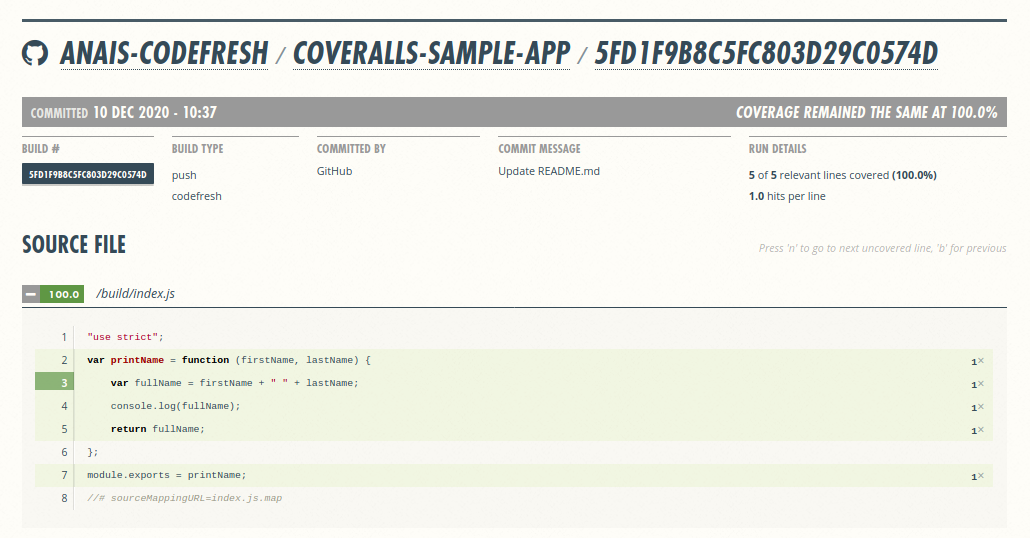 ANAIS-CODEFRESH / COVERALLS-SAMPLE-APP / 5FD1F9B8C5FC803D29C0574D
COMMITTED 10 DEC 2020 - 10:37 COVERAGE REMAINED THE SAME AT 100.0%
BUILD # BUILD TYPE COMMITTED BY COMMIT MESSAGE RUN DETAILS
5FD1F9B8C5FC803D29C0574D push GitHub Update README.md 5 of 5 relevant lines covered (100.0%)
codefresh 1.0 hits per line
SOURCE FILE Press 'n' to go to next uncovered line, 'b' for previous
– 100.0 /build/index.js
1 "use strict";
2 var printName = function (firstName, lastName) { 1×
3 var fullName = firstName + " " + lastName; 1×
4 console.log(fullName); 1×
5 return fullName; 1×
6 };
7 module.exports = printName; 1×
8 //# sourceMappingURL=index.js.map